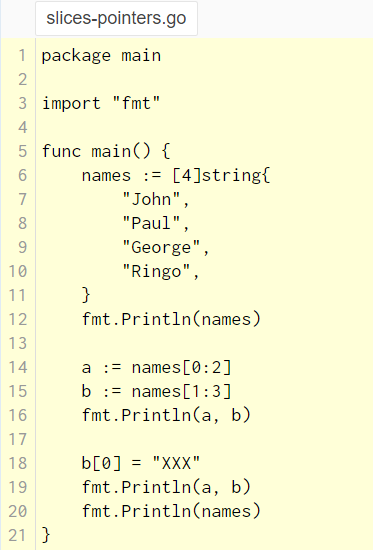 slices-pointers.go
1 package main
2
3 import "fmt"
4
5 func main() {
6     names := [4]string{
7         "John",
8         "Paul",
9         "George",
10         "Ringo",
11     }
12     fmt.Println(names)
13
14     a := names[0:2]
15     b := names[1:3]
16     fmt.Println(a, b)
17
18     b[0] = "XXX"
19     fmt.Println(a, b)
20     fmt.Println(names)
21 }